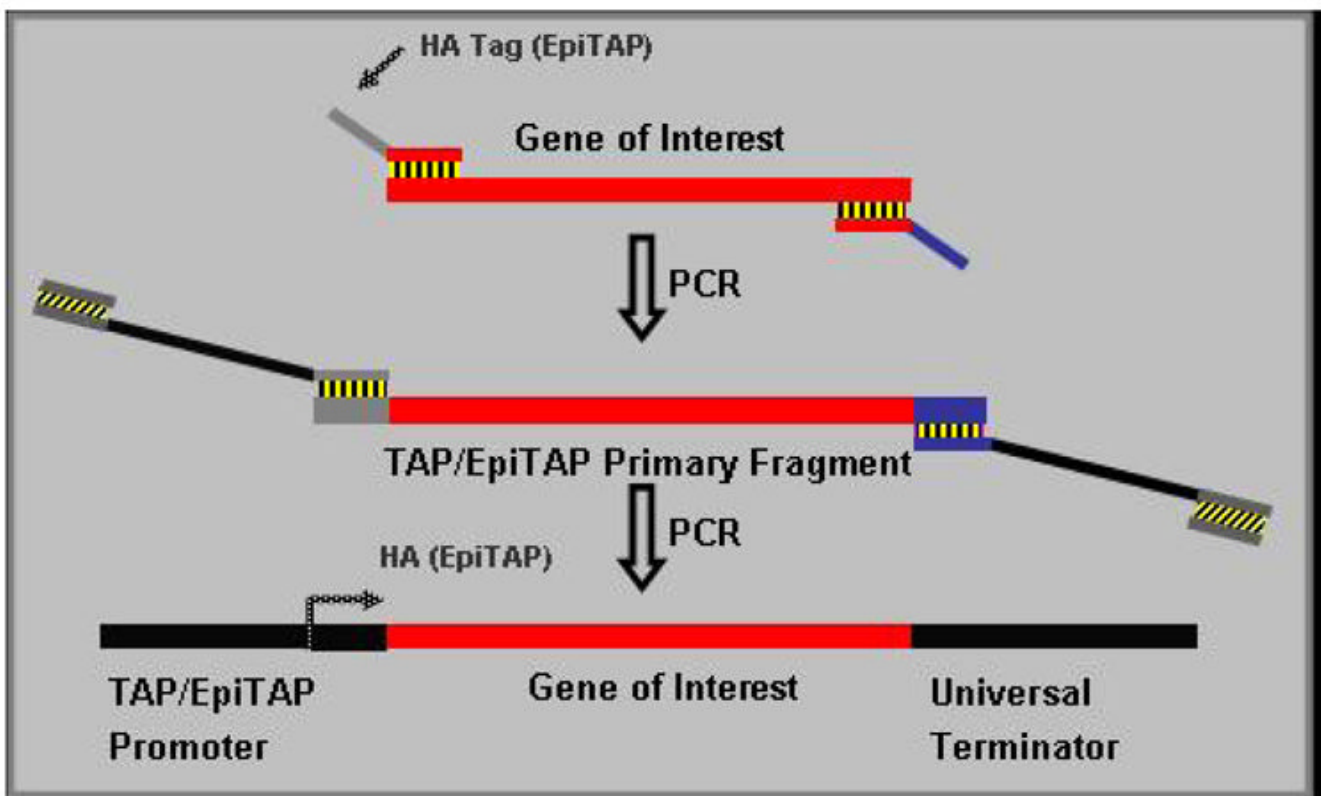 HA Tag (EpiTAP)
Gene of Interest
PCR
TAP/EpiTAP Primary Fragment
PCR
HA (EpiTAP)
TAP/EpiTAP
Promoter
Gene of Interest
Universal
Terminator